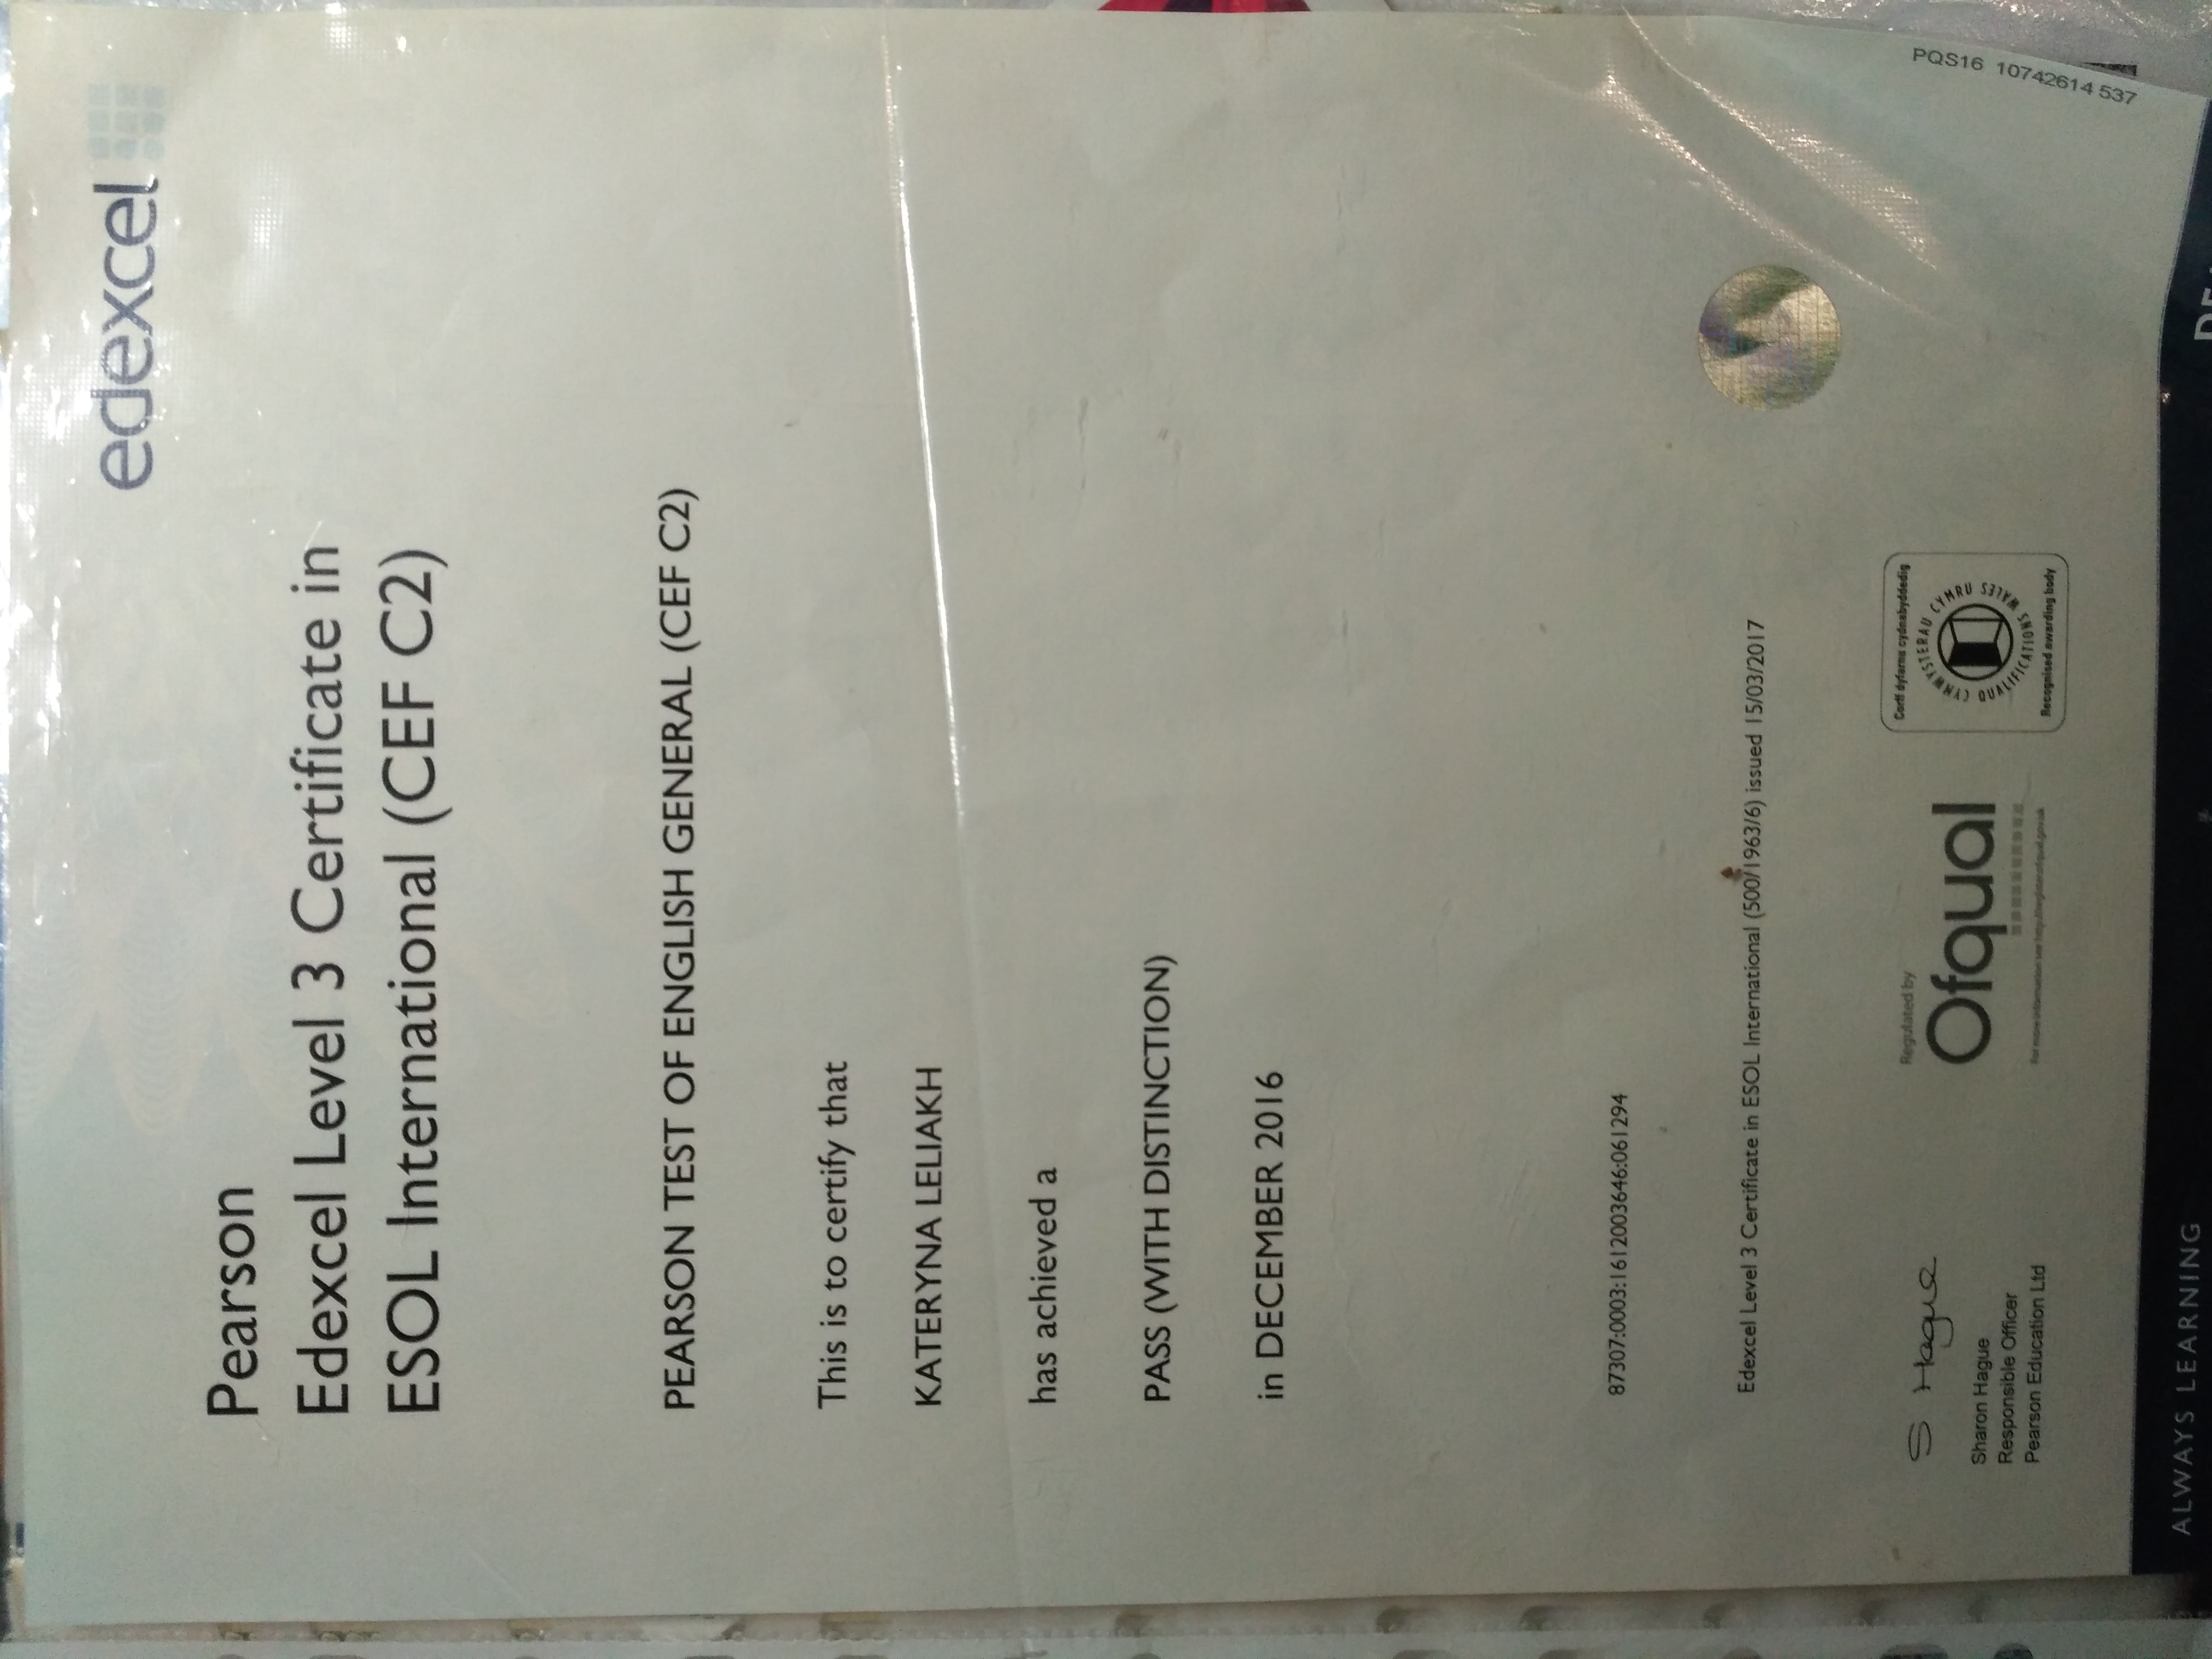 edexcel
Pearson
Edexcel Level 3 Certificate in
ESOL International (CEF C2)
PEARSON TEST OF ENGLISH GENERAL (CEF C2)
This is to certify that
KATERYNA LELIAKH
has achieved a
PASS (WITH DISTINCTION)
in DECEMBER 2016
87307:0003:1612003646:061294
Edexcel Level 3 Certificate in ESOL International (500/1963/6) issued 15/03/2017
S Hague
Sharon Hague
Responsible Officer
Pearson Education Ltd
Regulated by
Ofqual
Corff dyfarnu cydnabyddedig
CYMWYSTERAU CYMRU
QUALIFICATIONS WALES
Recognised awarding body
PQS16 10742614 537
ALWAYS LEARNING